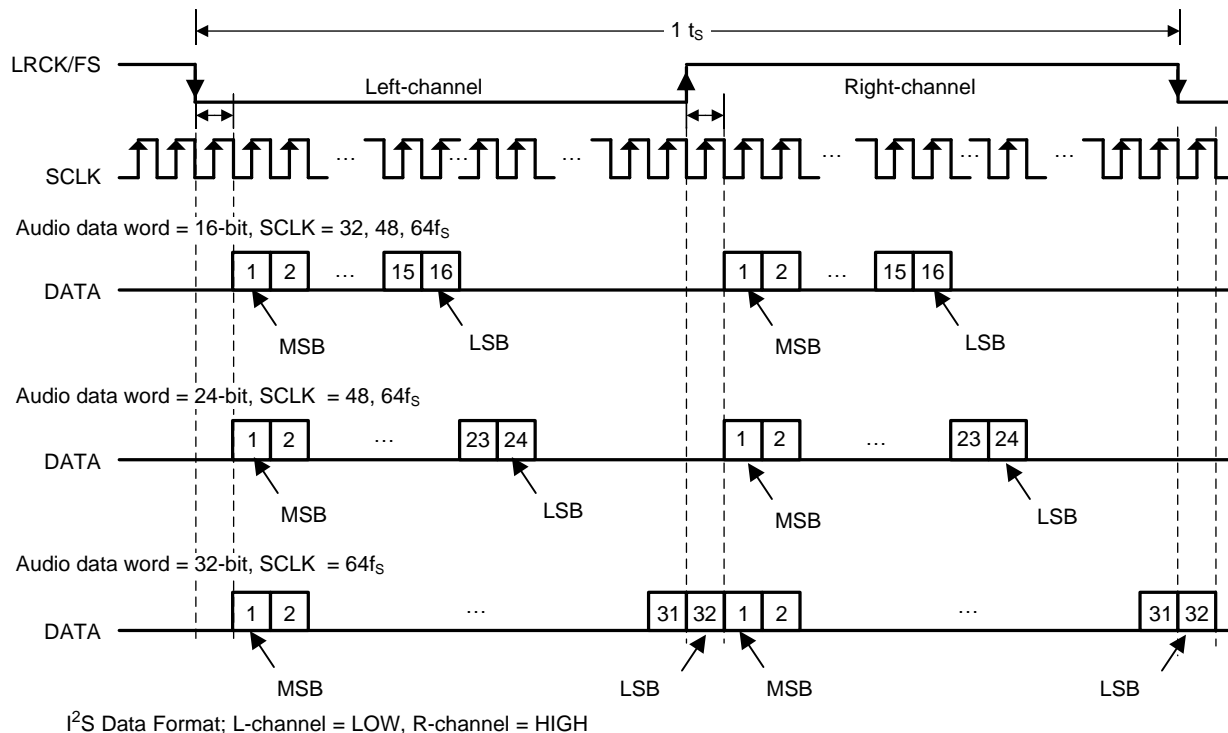 1 tS
LRCK/FS
Left-channel
Right-channel
SCLK
... ... ... ... ... ...
Audio data word = 16-bit, SCLK = 32, 48, 64fS
DATA
1 2 ... 15 16 1 2 ... 15 16
MSB LSB MSB LSB
Audio data word = 24-bit, SCLK = 48, 64fS
DATA
1 2 ... 23 24 1 2 ... 23 24
MSB LSB MSB LSB
Audio data word = 32-bit, SCLK = 64fS
DATA
1 2 ... 31 32 1 2 ... 31 32
MSB LSB MSB LSB
I2S Data Format; L-channel = LOW, R-channel = HIGH